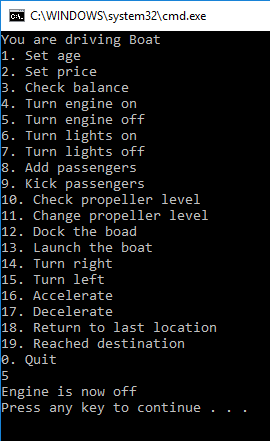 C:\WINDOWS\system32\cmd.exe
You are driving Boat
1. Set age
2. Set price
3. Check balance
4. Turn engine on
5. Turn engine off
6. Turn lights on
7. Turn lights off
8. Add passengers
9. Kick passengers
10. Check propeller level
11. Change propeller level
12. Dock the boad
13. Launch the boat
14. Turn right
15. Turn left
16. Accelerate
17. Decelerate
18. Return to last location
19. Reached destination
0. Quit
5
Engine is now off
Press any key to continue . . .